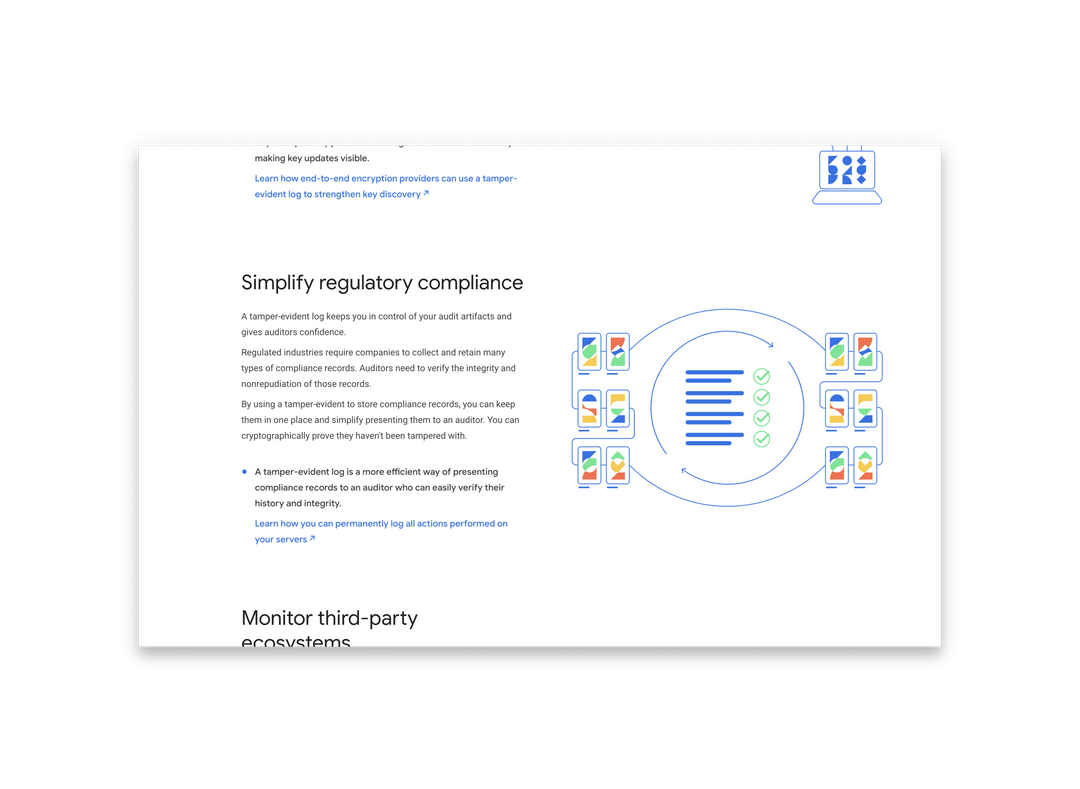 making key updates visible.
Learn how end-to-end encryption providers can use a tamper-
evident log to strengthen key discovery ↗
Simplify regulatory compliance
A tamper-evident log keeps you in control of your audit artifacts and
gives auditors confidence.
Regulated industries require companies to collect and retain many
types of compliance records. Auditors need to verify the integrity and
nonrepudiation of those records.
By using a tamper-evident to store compliance records, you can keep
them in one place and simplify presenting them to an auditor. You can
cryptographically prove they haven't been tampered with.
A tamper-evident log is a more efficient way of presenting
compliance records to an auditor who can easily verify their
history and integrity.
Learn how you can permanently log all actions performed on
your servers ↗
Monitor third-party
ecosystems